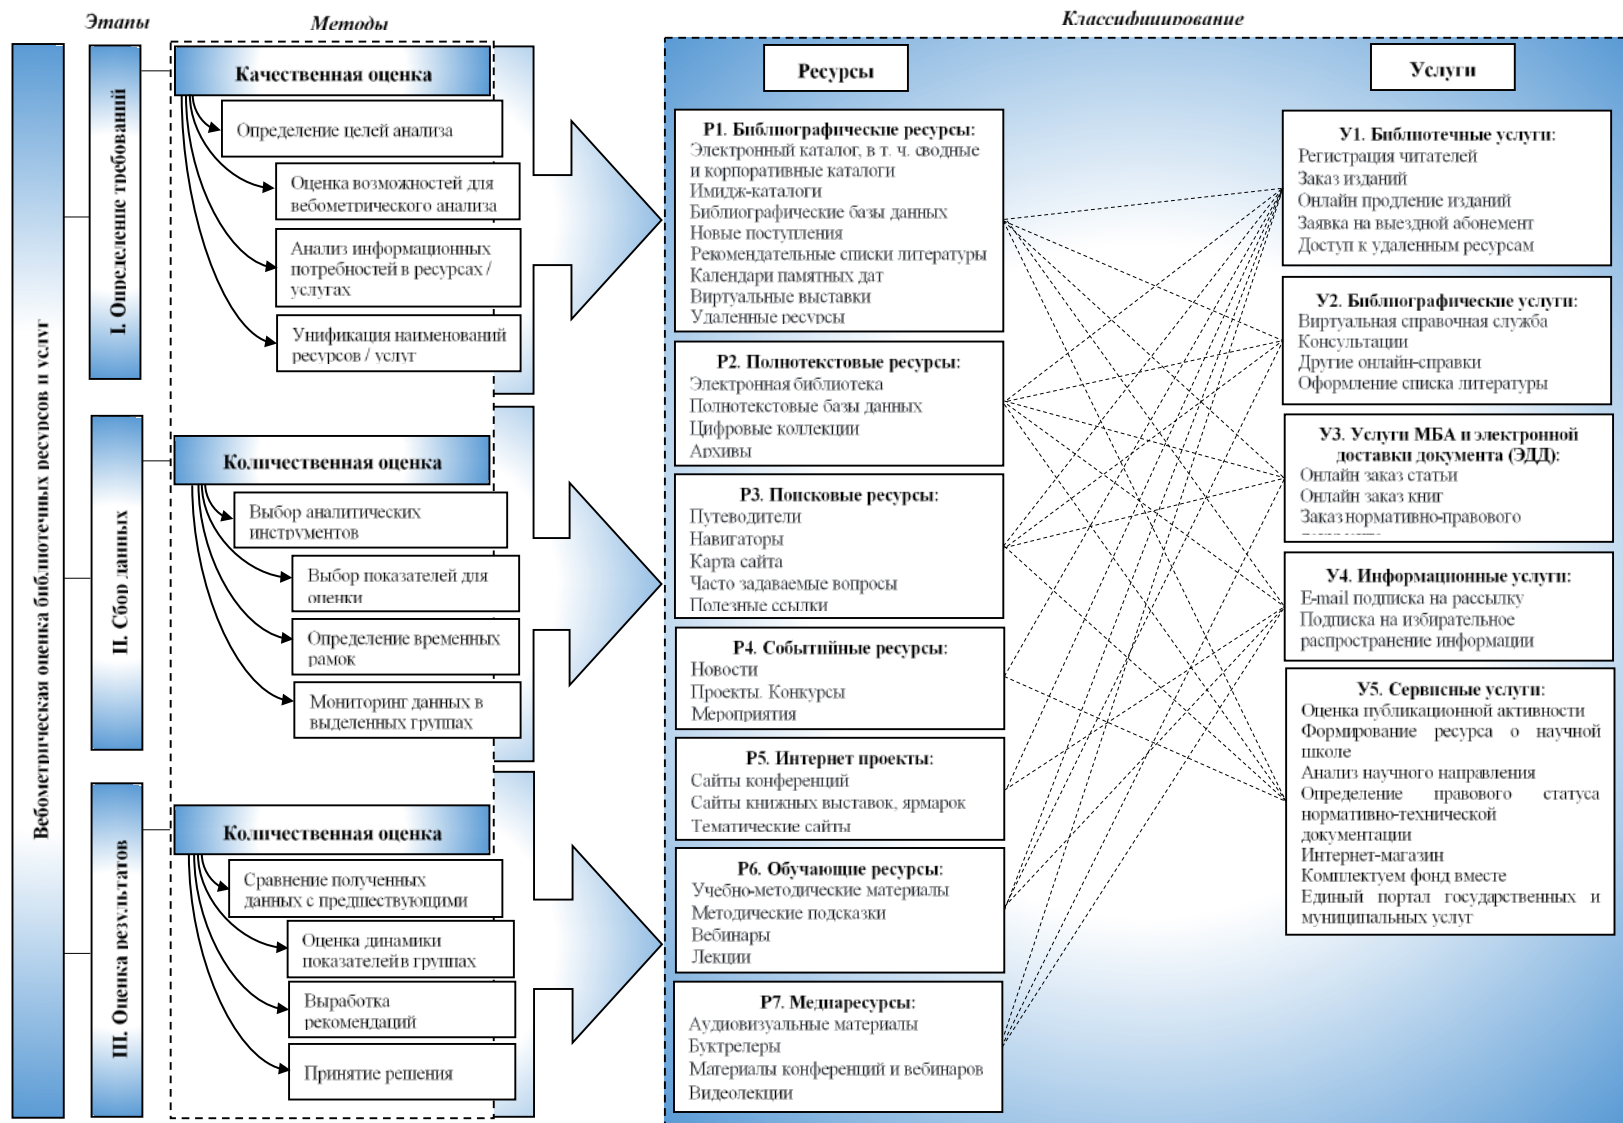 Этапы
Методы
Классифицирование
Вебометрическая оценка библиотечных ресурсов и услуг
I. Определение требований
Качественная оценка
Определение целей анализа
Оценка возможностей для
вебометрического анализа
Анализ информационных
потребностей в ресурсах /
услугах
Унификация наименований
ресурсов / услуг
II. Сбор данных
Количественная оценка
Выбор аналитических
инструментов
Выбор показателей для
оценки
Определение временных
рамок
Мониторинг данных в
выделенных группах
III. Оценка результатов
Количественная оценка
Сравнение полученных
данных с предшествующими
Оценка динамики
показателей в группах
Выработка
рекомендаций
Принятие решения
Ресурсы
Р1. Библиографические ресурсы:
Электронный каталог, в т. ч. сводные
и корпоративные каталоги
Имидж-каталоги
Библиографические базы данных
Новые поступления
Рекомендательные списки литературы
Календари памятных дат
Виртуальные выставки
Удаленные ресурсы
Р2. Полнотекстовые ресурсы:
Электронная библиотека
Полнотекстовые базы данных
Цифровые коллекции
Архивы
Р3. Поисковые ресурсы:
Путеводители
Навигаторы
Карта сайта
Часто задаваемые вопросы
Полезные ссылки
Р4. Событийные ресурсы:
Новости
Проекты. Конкурсы
Мероприятия
Р5. Интернет проекты:
Сайты конференций
Сайты книжных выставок, ярмарок
Тематические сайты
Р6. Обучающие ресурсы:
Учебно-методические материалы
Методические подсказки
Вебинары
Лекции
Р7. Медиаресурсы:
Аудиовизуальные материалы
Буктрелеры
Материалы конференций и вебинаров
Видеолекции
Услуги
У1. Библиотечные услуги:
Регистрация читателей
Заказ изданий
Онлайн продление изданий
Заявка на выездной абонемент
Доступ к удаленным ресурсам
У2. Библиографические услуги:
Виртуальная справочная служба
Консультации
Другие онлайн-справки
Оформление списка литературы
У3. Услуги МБА и электронной
доставки документа (ЭДД):
Онлайн заказ статьи
Онлайн заказ книг
Заказ нормативно-правового
У4. Информационные услуги:
E-mail подписка на рассылку
Подписка на избирательное
распространение информации
У5. Сервисные услуги:
Оценка публикационной активности
Формирование ресурса о научной
школе
Анализ научного направления
Определение правового статуса
нормативно-технической
документации
Интернет-магазин
Комплектуем фонд вместе
Единый портал государственных и
муниципальных услуг